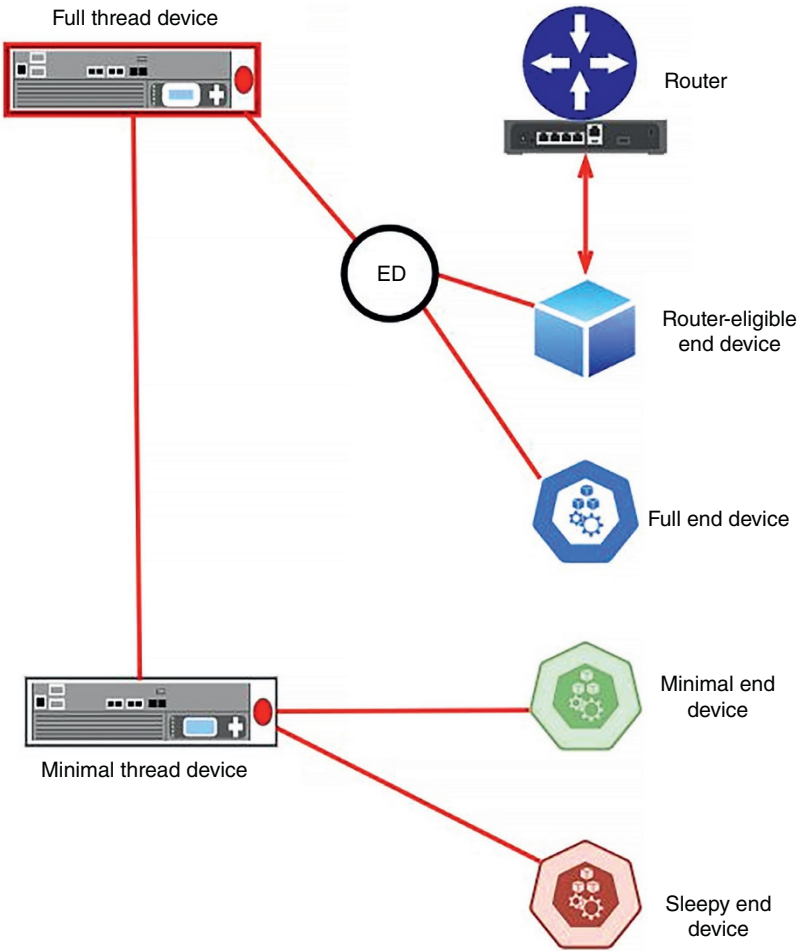 Full thread device
Router
ED
Router-eligible
end device
Full end device
Minimal end
device
Minimal thread device
Sleepy end
device